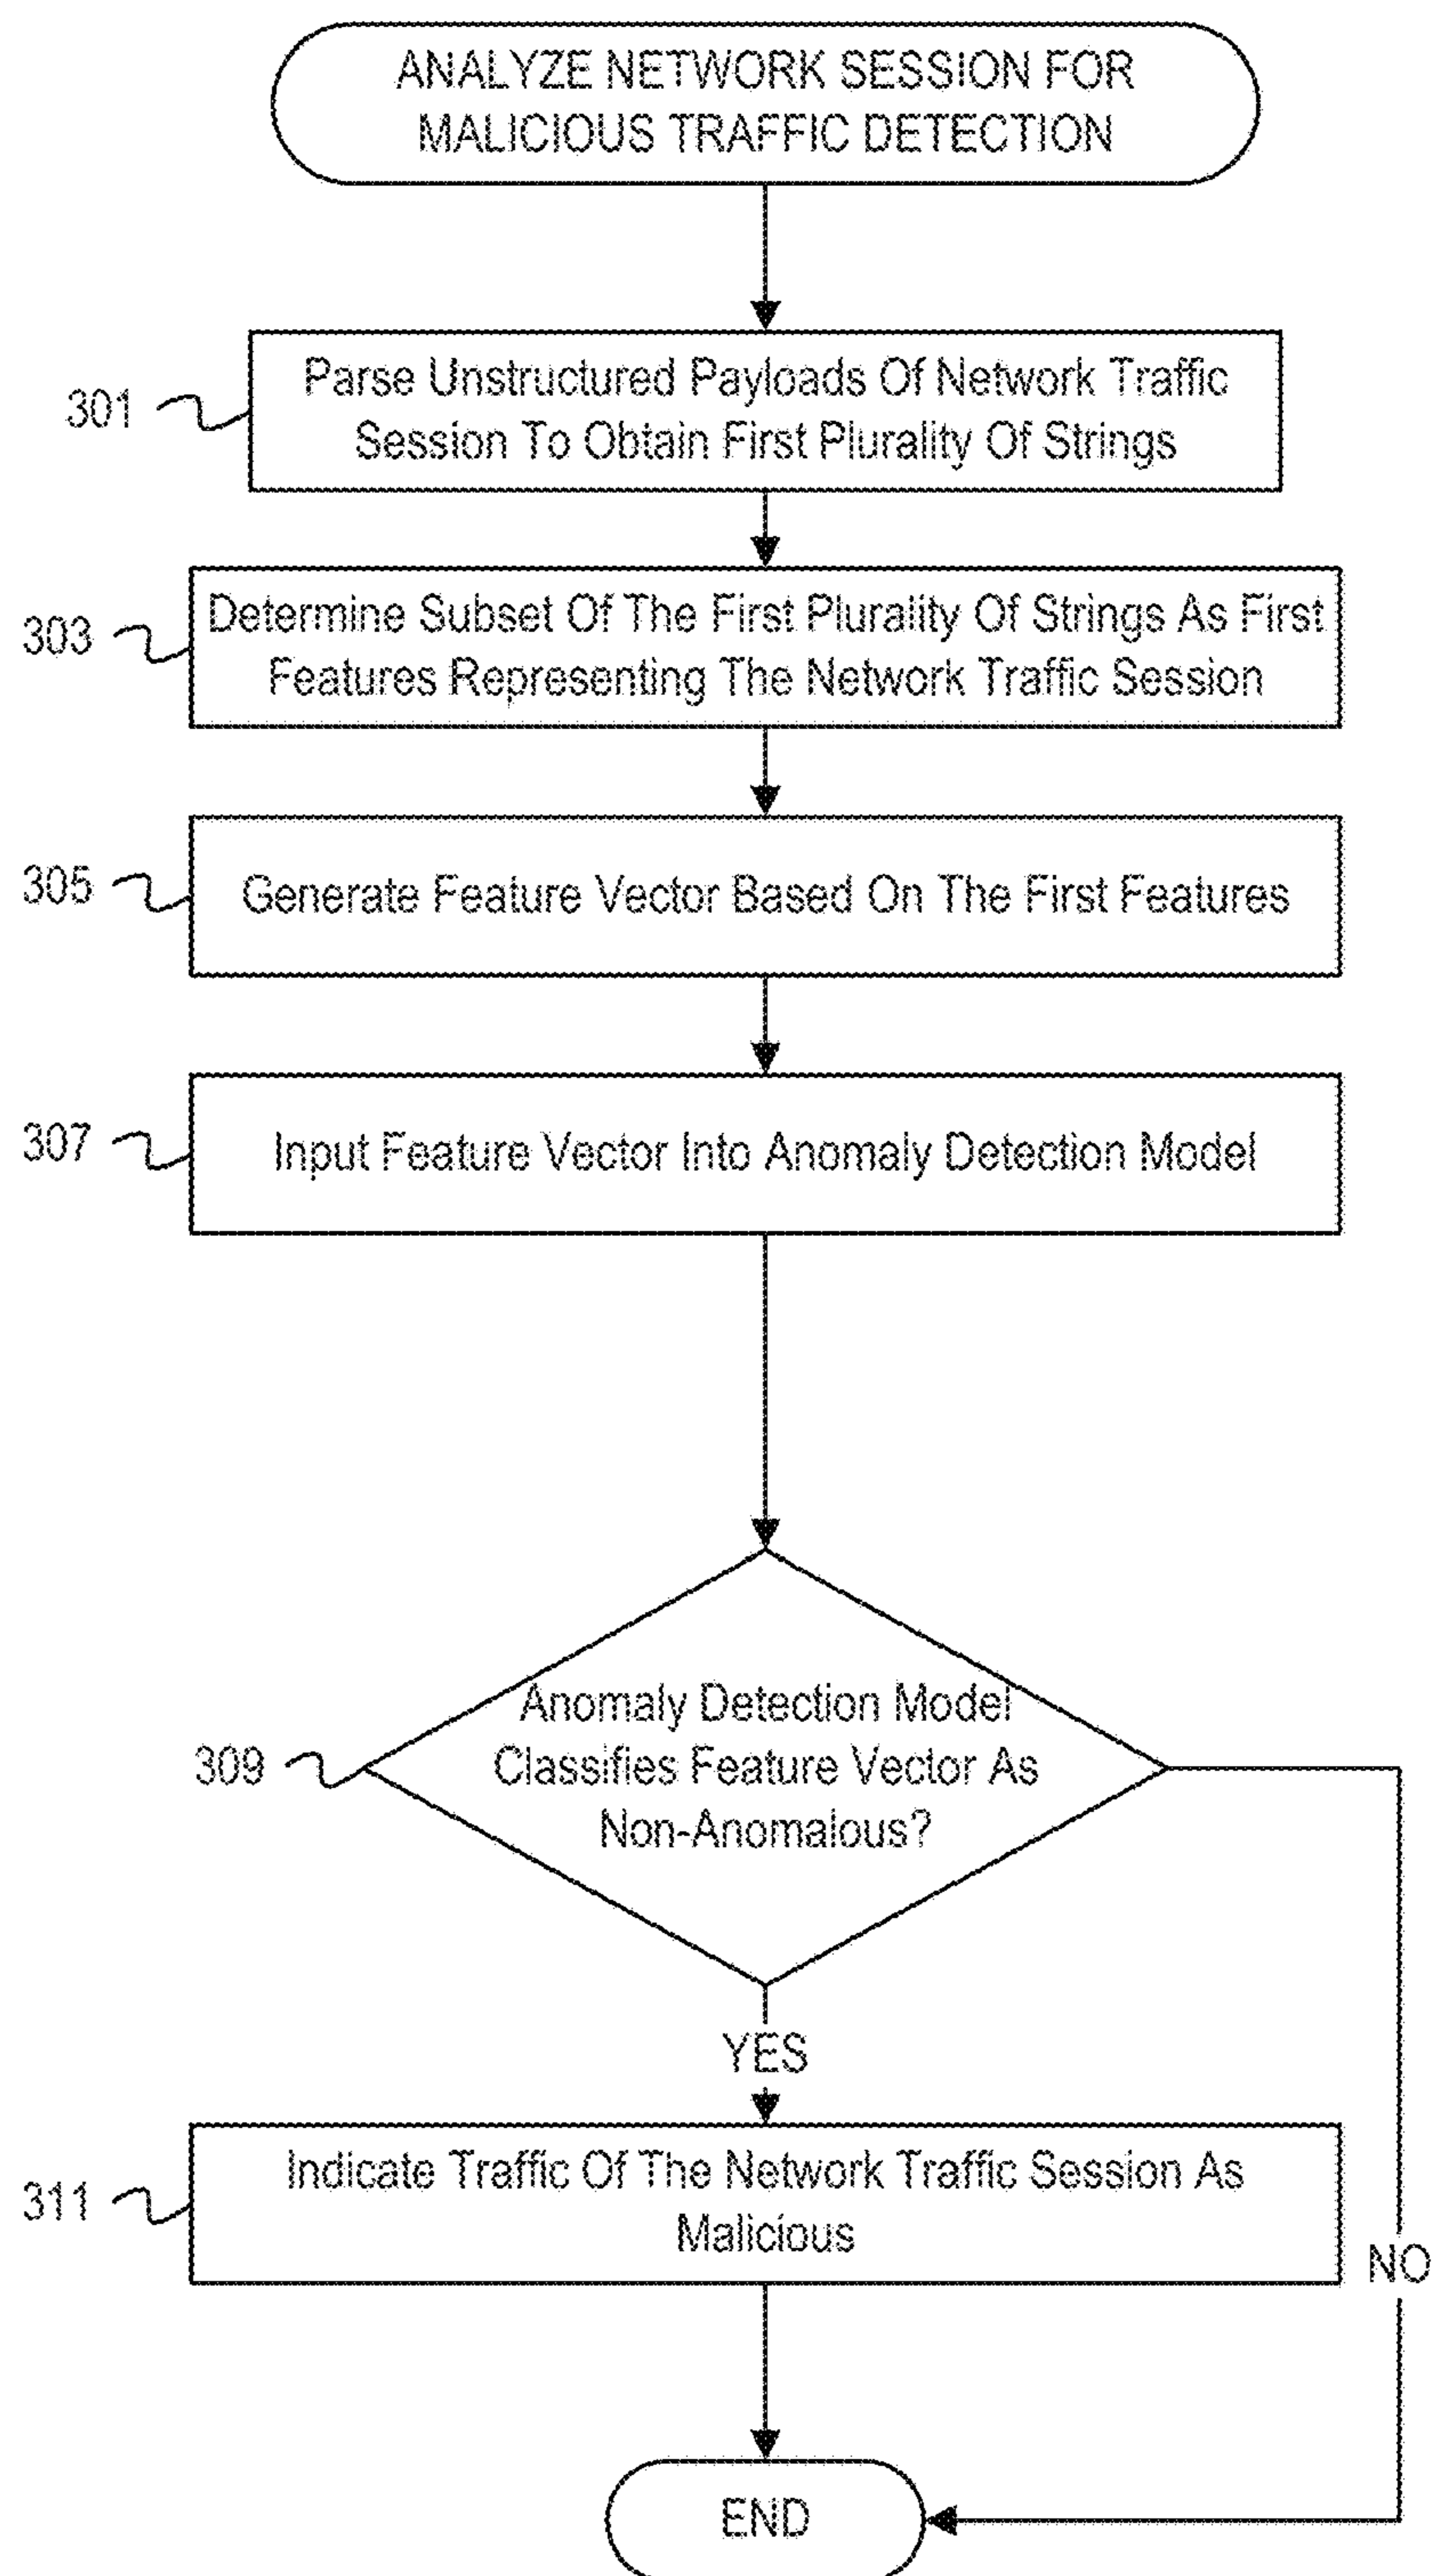 ANALYZE NETWORK SESSION FOR
MALICIOUS TRAFFIC DETECTION
301
Parse Unstructured Payloads Of Network Traffic
Session To Obtain First Plurality Of Strings
303
Determine Subset Of The First Plurality Of Strings As First
Features Representing The Network Traffic Session
305
Generate Feature Vector Based On The First Features
307
Input Feature Vector Into Anomaly Detection Model
309
Anomaly Detection Model
Classifies Feature Vector As
Non-Anomalous?
YES
311
Indicate Traffic Of The Network Traffic Session As
Malicious
NO
END